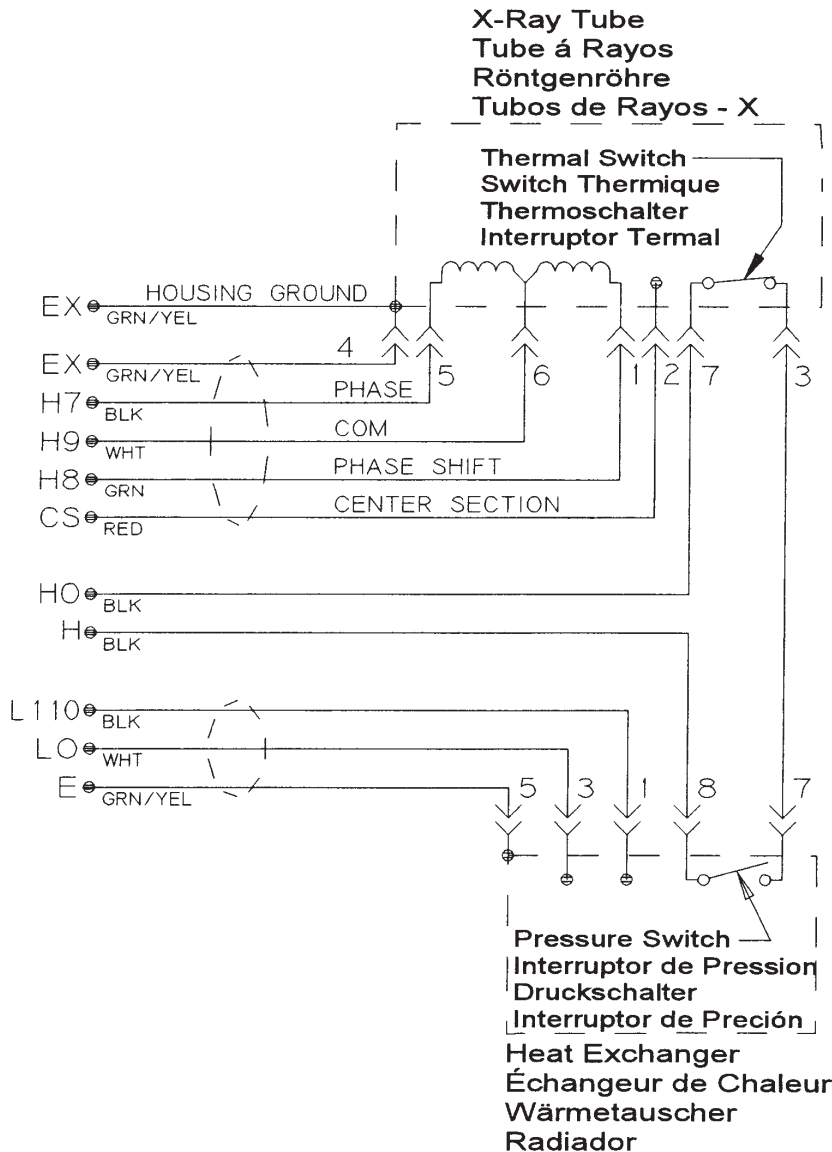 X-Ray Tube
Tube á Rayos
Röntgenröhre
Tubos de Rayos - X
Thermal Switch
Switch Thermique
Thermoschalter
Interruptor Termal
EX HOUSING GROUND
GRN/YEL
EX GRN/YEL 4 5 6 1 2 7 3
H7 BLK PHASE
H9 WHT COM
H8 GRN PHASE SHIFT
CS RED CENTER SECTION
HO BLK
H BLK
L110 BLK
LO WHT
E GRN/YEL 5 3 1 8 7
Pressure Switch
Interruptor de Pression
Druckschalter
Interruptor de Preción
Heat Exchanger
Échangeur de Chaleur
Wärmetauscher
Radiador